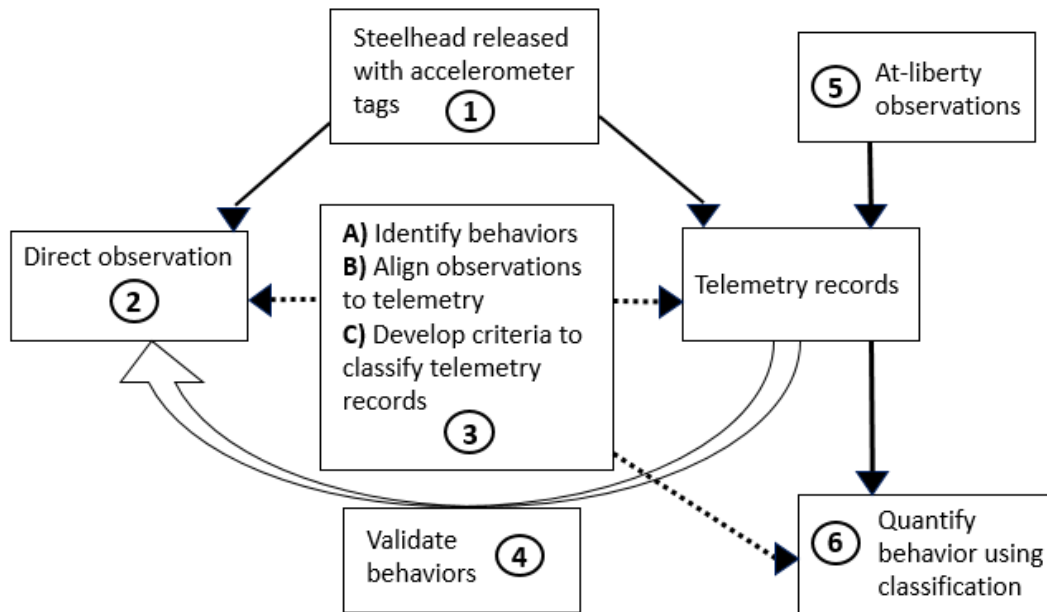 Steelhead released
with accelerometer
tags
1
5
At-liberty
observations
Direct observation
2
A) Identify behaviors
B) Align observations
to telemetry
C) Develop criteria to
classify telemetry
records
3
Telemetry records
Validate
behaviors
4
6
Quantify
behavior using
classification